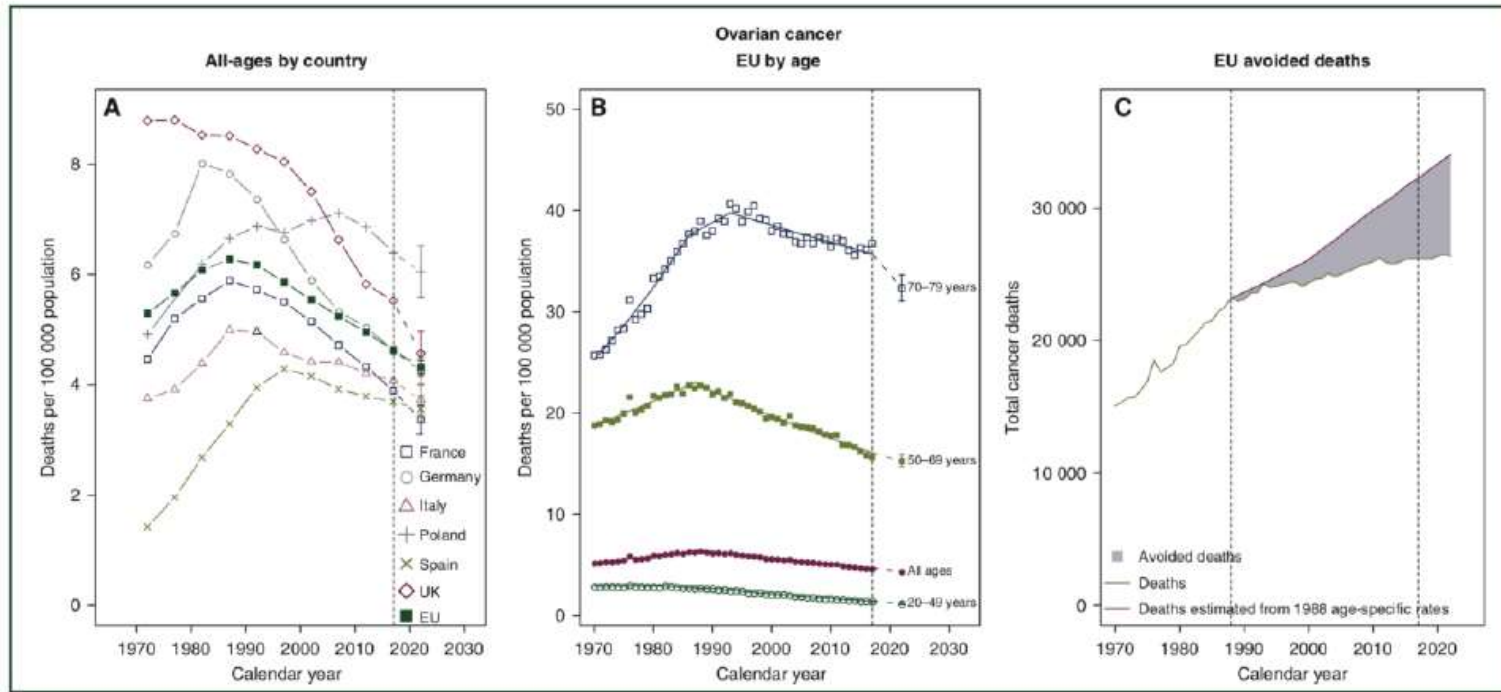 Ovarian cancer
All-ages by country
EU by age
EU avoided deaths
A
Deaths per 100 000 population
8
6
4
2
0
1970 1980 1990 2000 2010 2020 2030
Calendar year
France
Germany
Italy
Poland
Spain
UK
EU
B
Deaths per 100 000 population
50
40
30
20
10
0
1970 1980 1990 2000 2010 2020 2030
Calendar year
70–79 years
50–69 years
All ages
20–49 years
C
Total cancer deaths
30 000
20 000
10 000
0
1970 1980 1990 2000 2010 2020
Calendar year
Avoided deaths
Deaths
Deaths estimated from 1988 age-specific rates